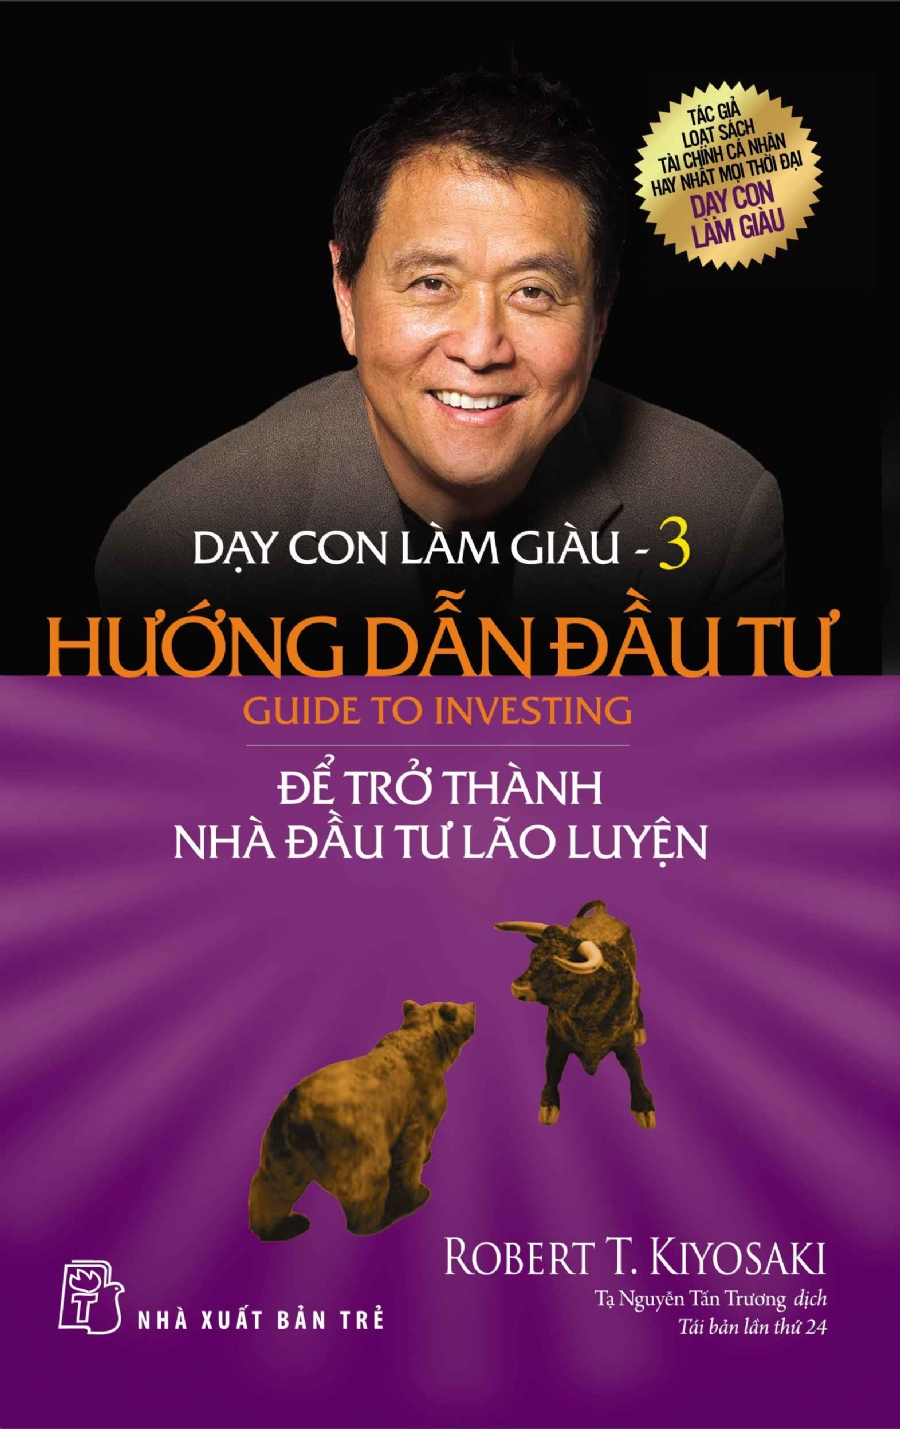 TÁC GIẢ
LOẠT SÁCH
TÀI CHÍNH CÁ NHÂN
HAY NHẤT MỌI THỜI ĐẠI
DẠY CON
LÀM GIÀU
DẠY CON LÀM GIÀU - 3
HƯỚNG DẪN ĐẦU TƯ
GUIDE TO INVESTING
ĐỂ TRỞ THÀNH
NHÀ ĐẦU TƯ LÃO LUYỆN
ROBERT T. KIYOSAKI
Tạ Nguyễn Tấn Trương dịch
Tái bản lần thứ 24
T
NHÀ XUẤT BẢN TRẺ